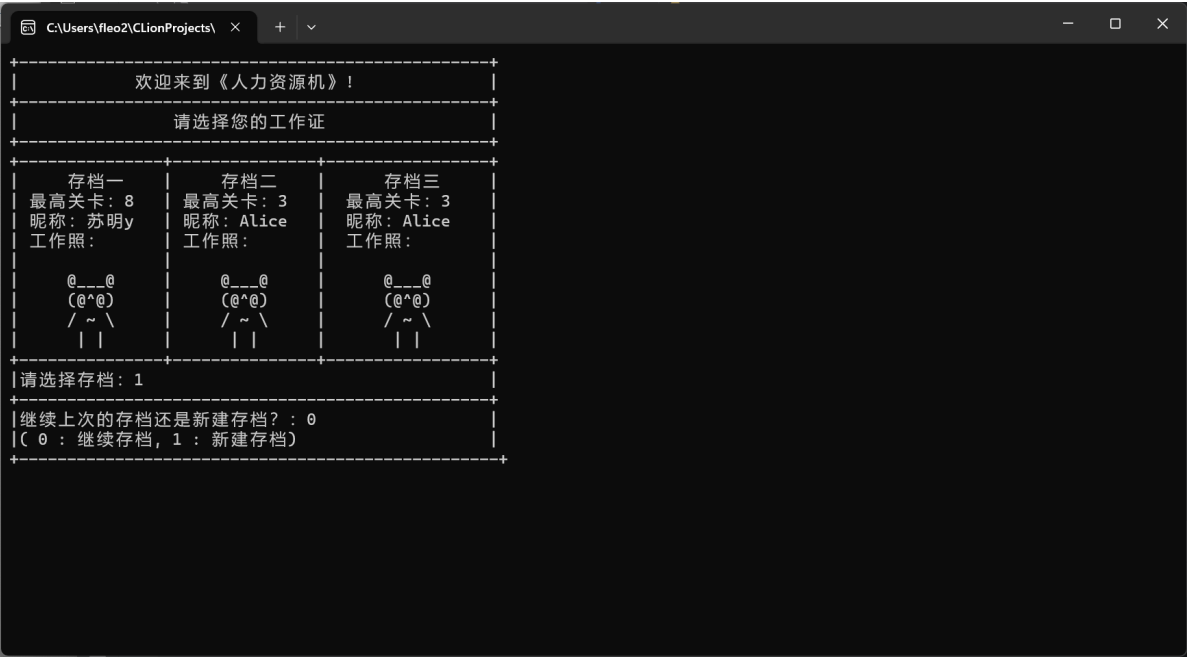 C:\Users\fleo2\CLionProjects\
+-------------------------------------------------+
|            欢迎来到《人力资源机》!              |
+-------------------------------------------------+
|                请选择您的工作证                 |
+-------------------------------------------------+
+---------------+---------------+-----------------+
|     存档一    |     存档二    |      存档三     |
| 最高关卡: 8   | 最高关卡: 3   |  最高关卡: 3    |
| 昵称: 苏明y   | 昵称: Alice   |  昵称: Alice    |
| 工作照:       | 工作照:       |  工作照:        |
|               |               |                 |
|     @___@     |     @___@     |      @___@      |
|     (@^@)     |     (@^@)     |      (@^@)      |
|     / ~ \     |     / ~ \     |      / ~ \      |
|      | |      |      | |      |       | |       |
+---------------+---------------+-----------------+
|请选择存档: 1                                    |
+-------------------------------------------------+
|继续上次的存档还是新建存档? : 0                  |
|( 0 : 继续存档, 1 : 新建存档)                    |
+--------------------------------------------------+